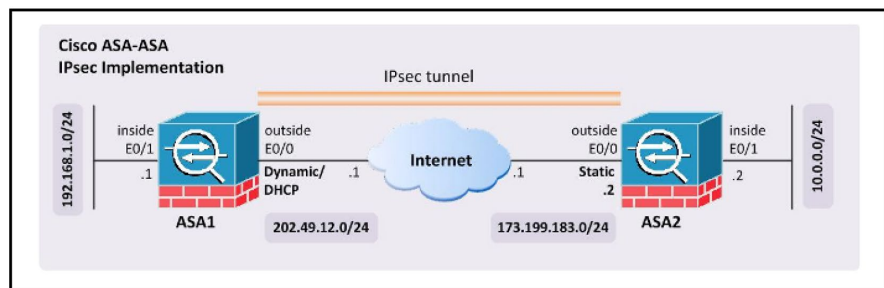 Cisco ASA-ASA
IPsec Implementation
IPsec tunnel
192.168.1.0/24
inside
E0/1
.1
outside
E0/0
Dynamic/
DHCP
.1
Internet
.1
outside
E0/0
Static
.2
inside
E0/1
.2
10.0.0.0/24
ASA1
202.49.12.0/24
173.199.183.0/24
ASA2